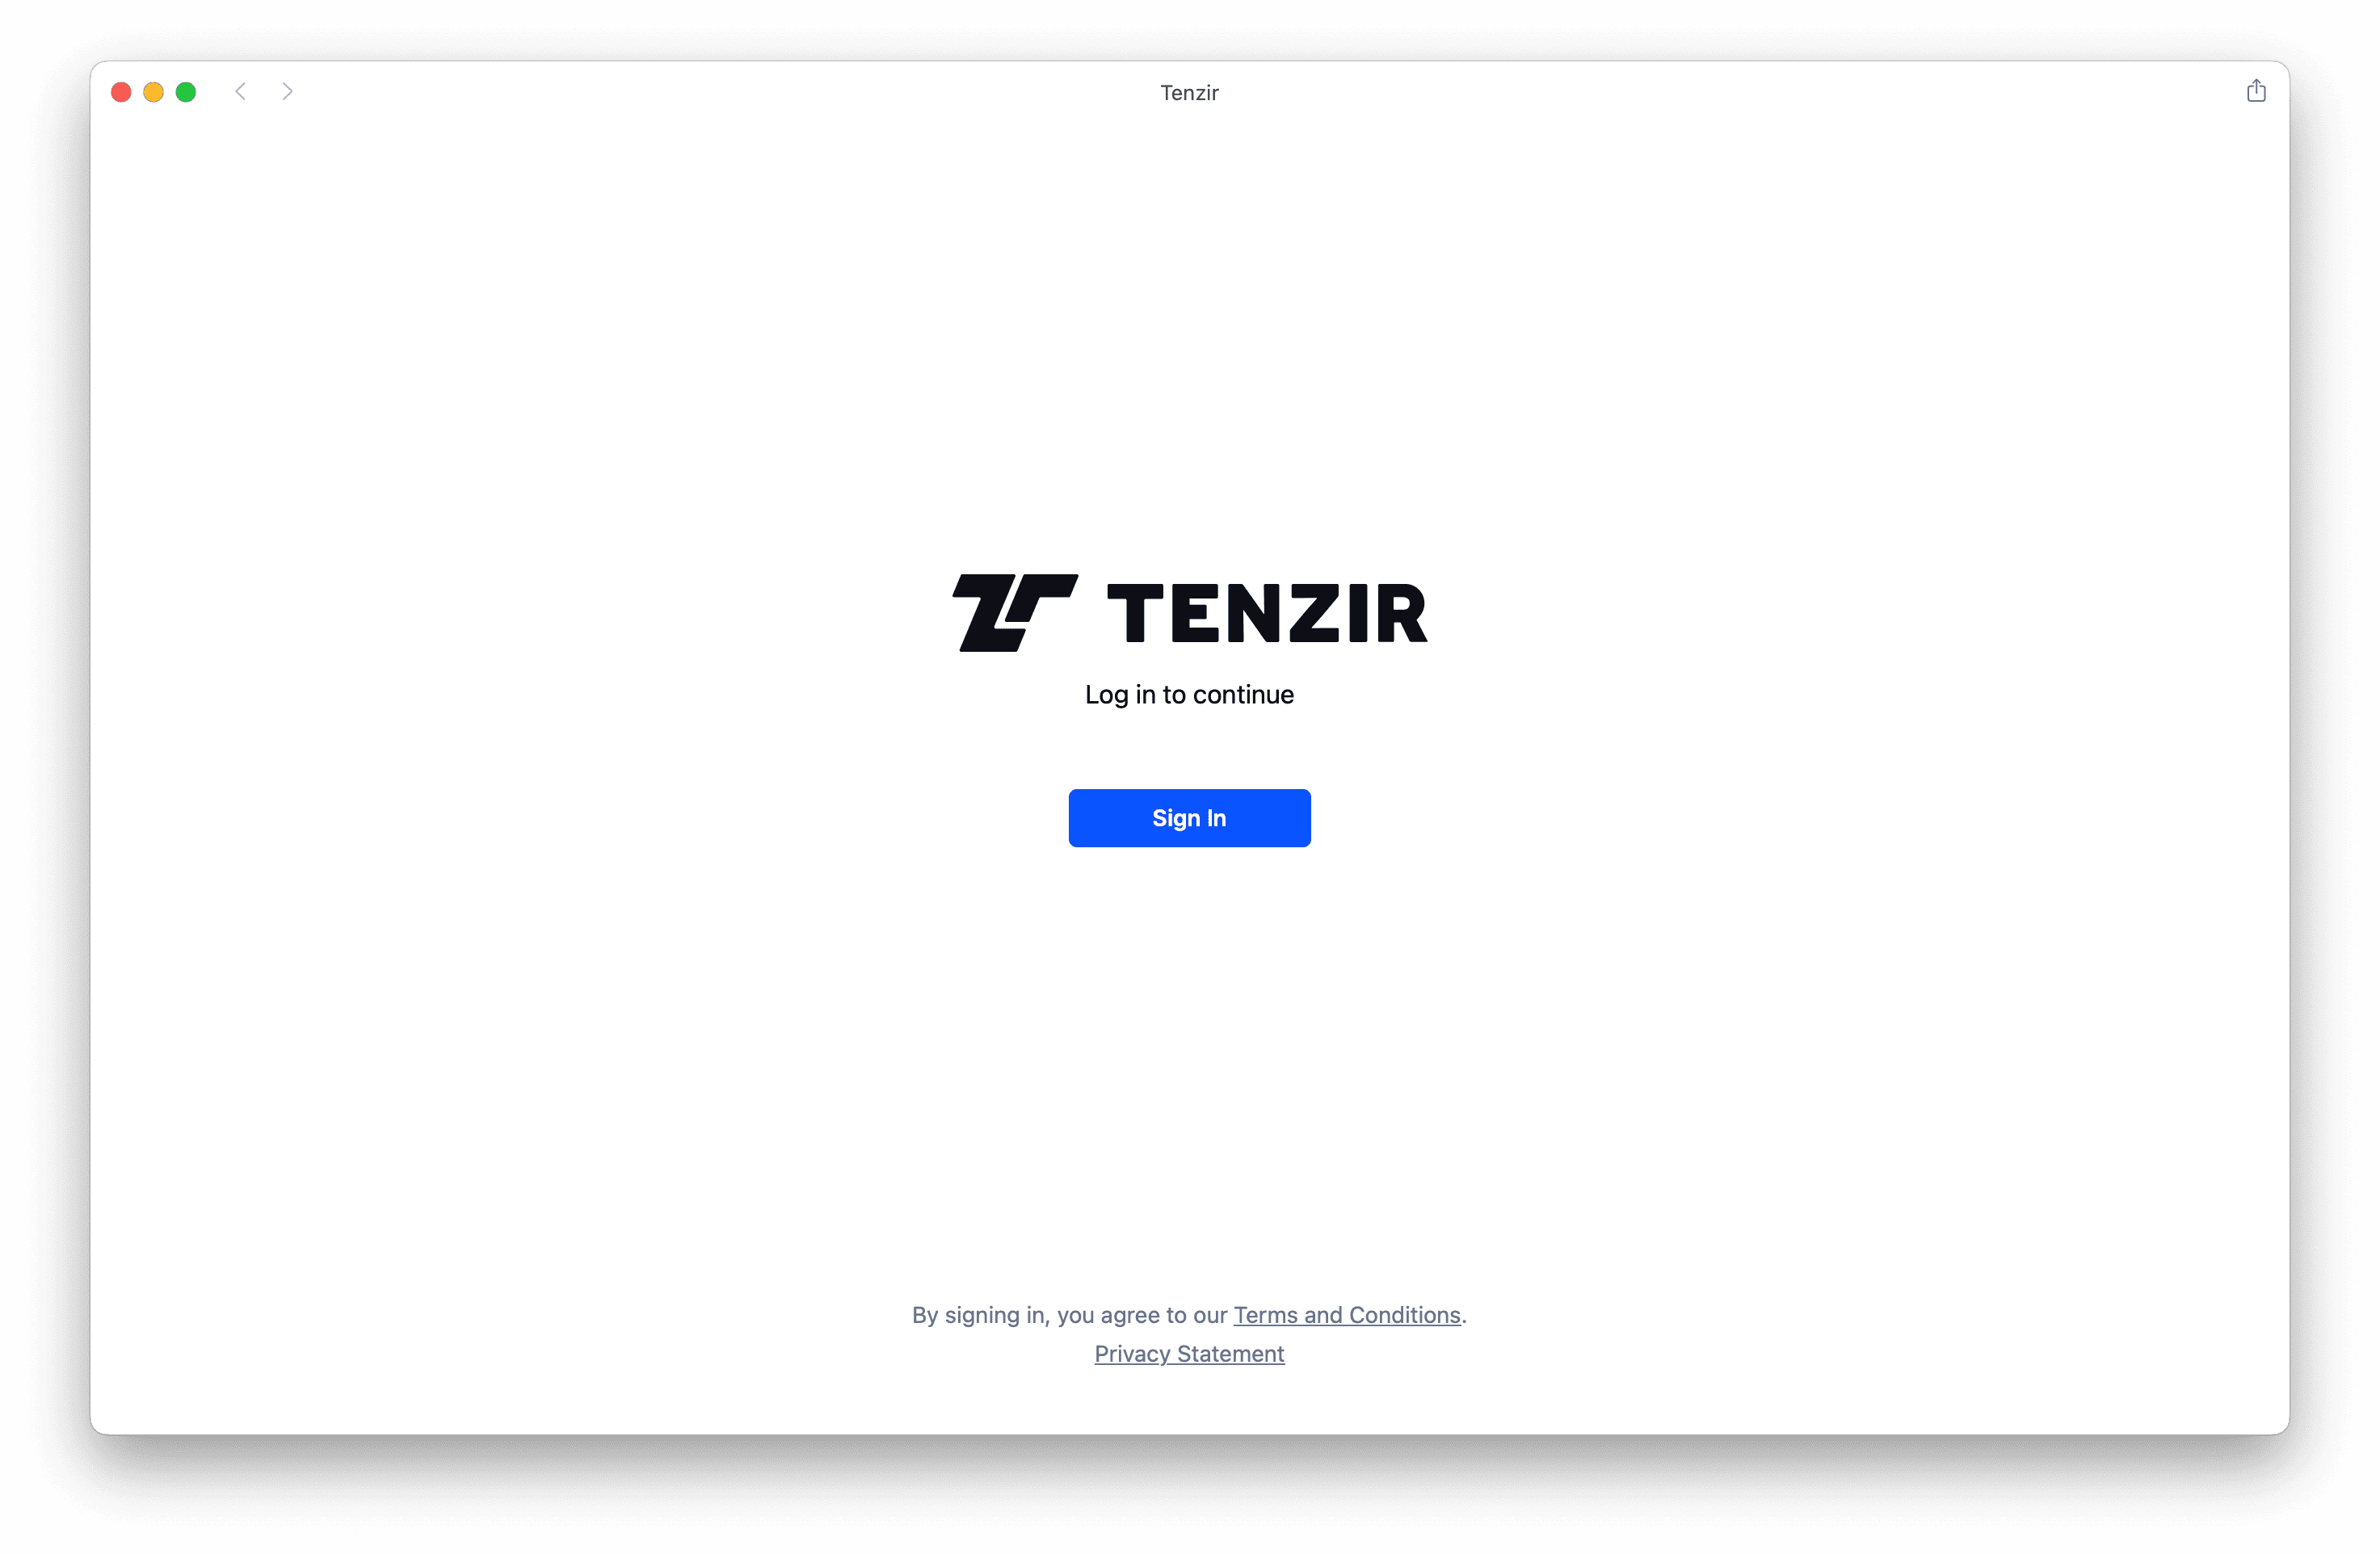 Tenzir
TENZIR
Log in to continue
Sign In
By signing in, you agree to our Terms and Conditions.
Privacy Statement